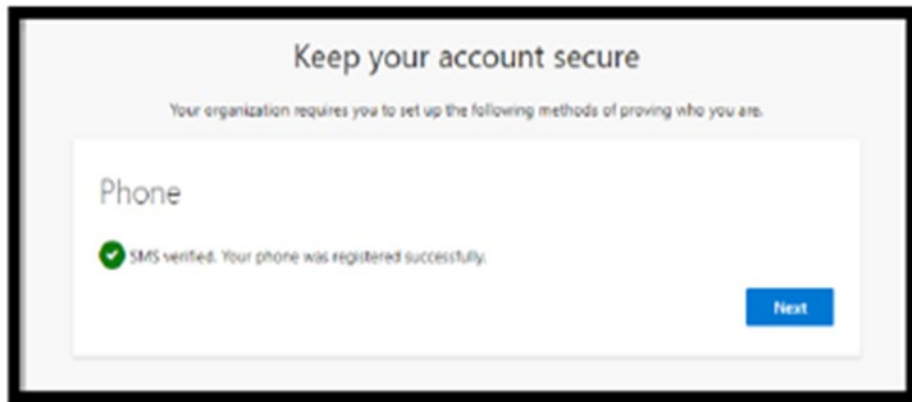 Keep your account secure
Your organization requires you to set up the following methods of proving who you are.
Phone
SMS verified. Your phone was registered successfully.
Next